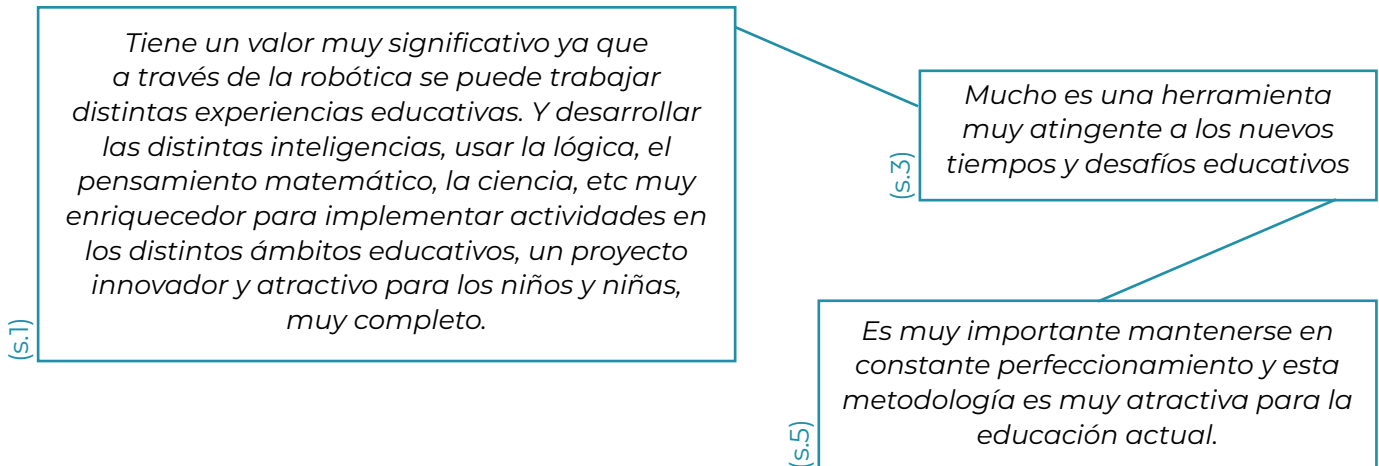 Tiene un valor muy significativo ya que
a través de la robótica se puede trabajar
distintas experiencias educativas. Y desarrollar
las distintas inteligencias, usar la lógica, el
pensamiento matemático, la ciencia, etc muy
enriquecedor para implementar actividades en
los distintos ámbitos educativos, un proyecto
innovador y atractivo para los niños y niñas,
muy completo.
(s.1)
Mucho es una herramienta
muy atingente a los nuevos
tiempos y desafíos educativos
(s.3)
Es muy importante mantenerse en
constante perfeccionamiento y esta
metodología es muy atractiva para la
educación actual.
(s.5)